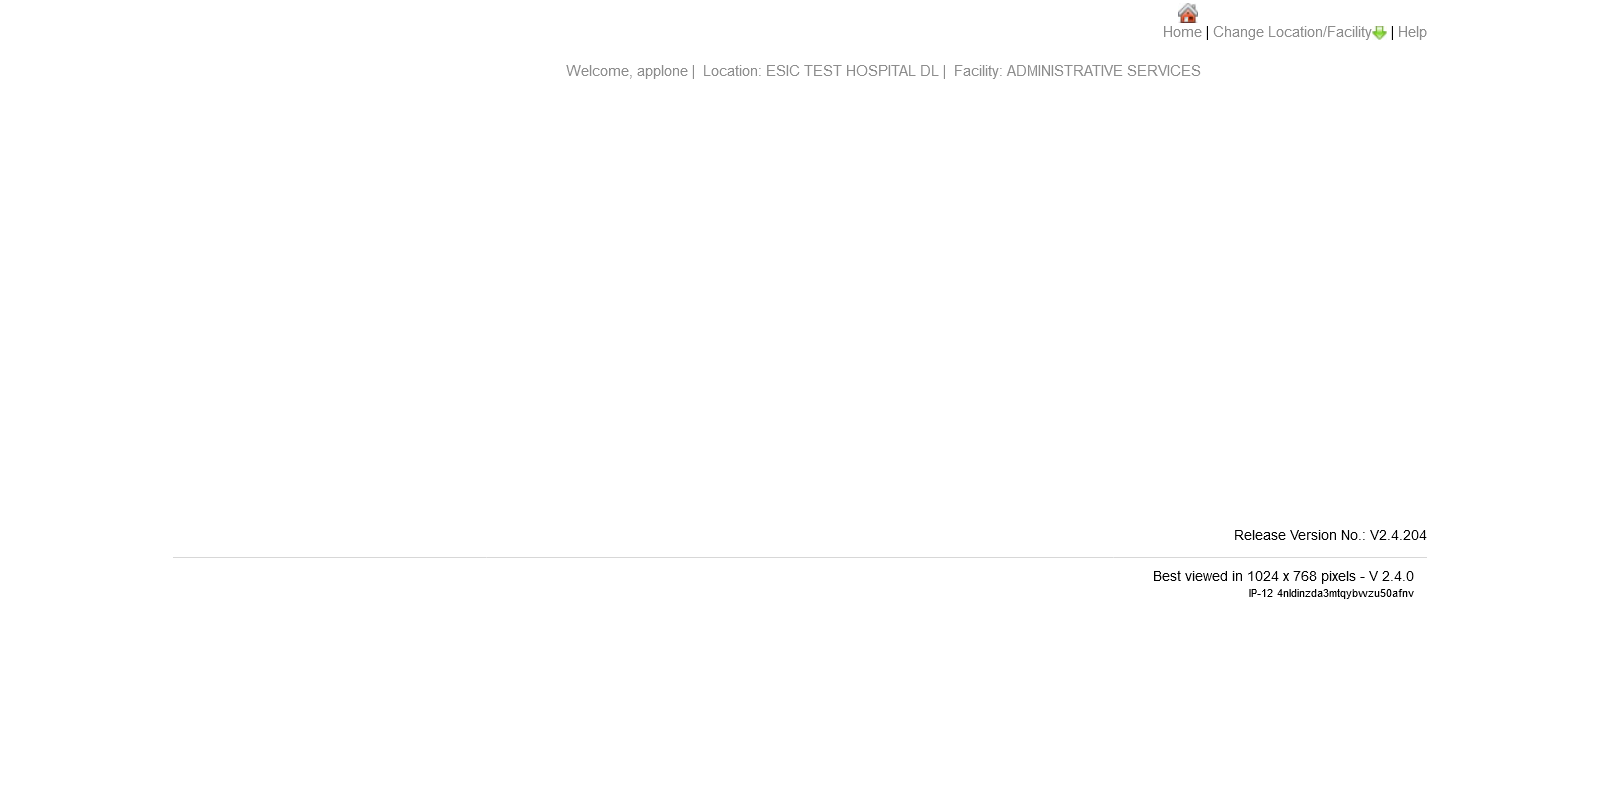 Home | Change Location/Facility | Help
Welcome, applone | Location: ESIC TEST HOSPITAL DL | Facility: ADMINISTRATIVE SERVICES
Release Version No.: V2.4.204
Best viewed in 1024 x 768 pixels - V 2.4.0
IP-12 4nldinzda3mtqybvvzu50afnv